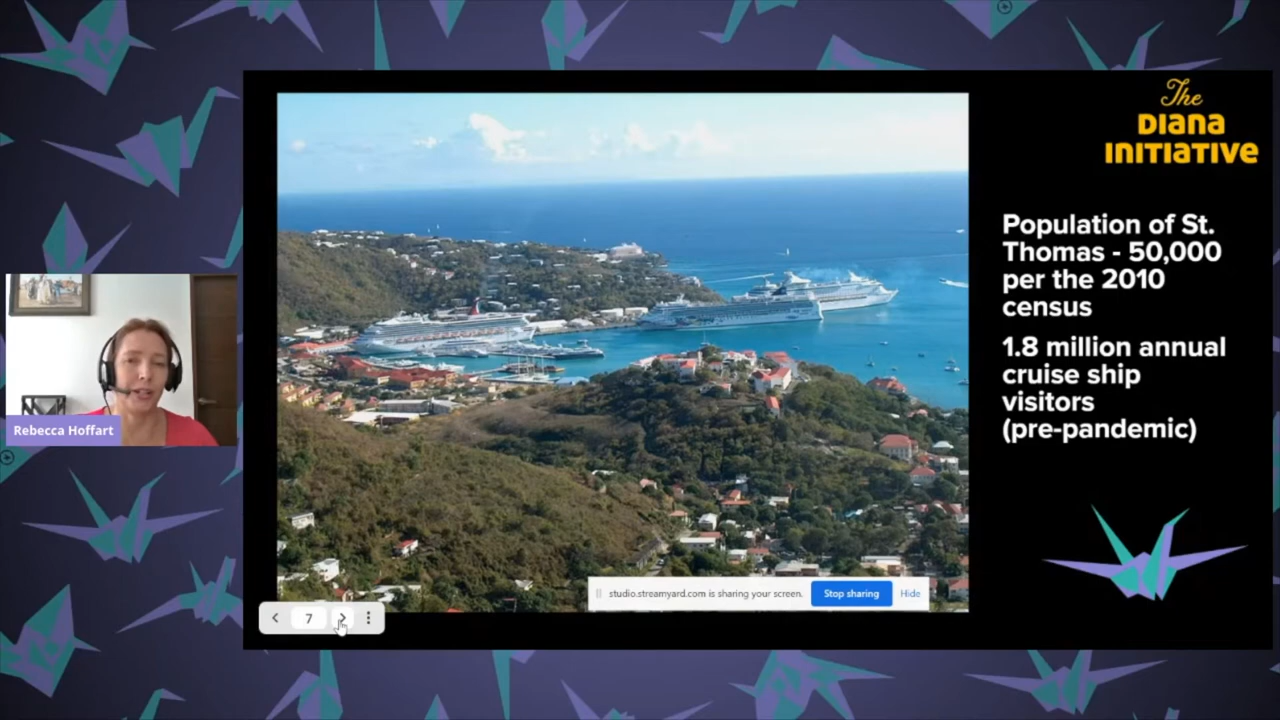 The
DIANA
INITIATIVE
Population of St.
Thomas - 50,000
per the 2010
census
1.8 million annual
cruise ship
visitors
(pre-pandemic)
Rebecca Hoffart
studio.streamyard.com is sharing your screen.
Stop sharing
Hide
7